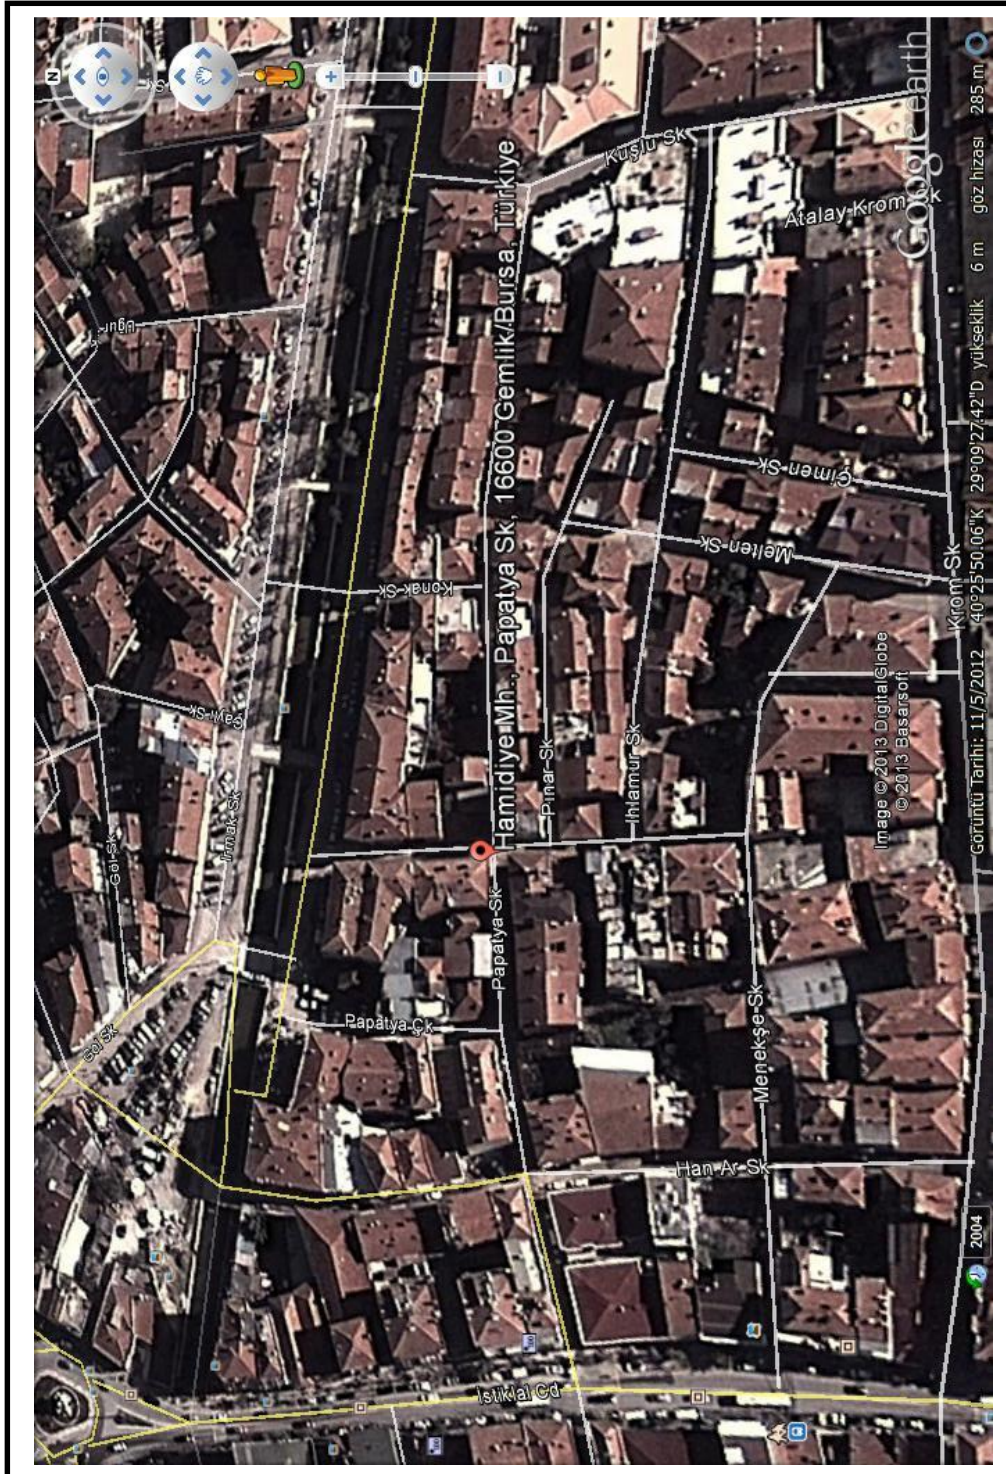 N
Sk
Uğur
Kuşlu Sk
Atalay Krom Sk
Google earth
Hamidiye Mh., Papatya Sk, 16600 Gemlik/Bursa, Türkiye
Çimen Sk
Melten Sk
Konak Sk
Krom Sk
Çaylı Sk
Irmak Sk
Göl Sk
Pınar Sk
Ihlamur Sk
Papatya Sk
Papatya Çk
Göl Sk
Menekşe Sk
Han Ar Sk
İstiklal Cd
Image © 2013 DigitalGlobe
© 2013 Basarsoft
2004
Görüntü Tarihi: 11/5/2012 40°25'50.06"K 29°09'27.42"D yükseklik 6 m göz hizası 285 m